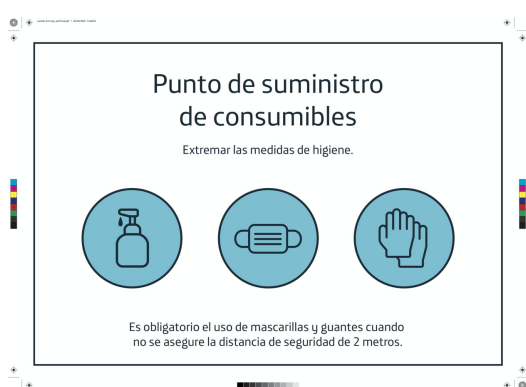 Punto de suministro
de consumibles
Extremar las medidas de higiene.
Es obligatorio el uso de mascarillas y guantes cuando
no se asegure la distancia de seguridad de 2 metros.